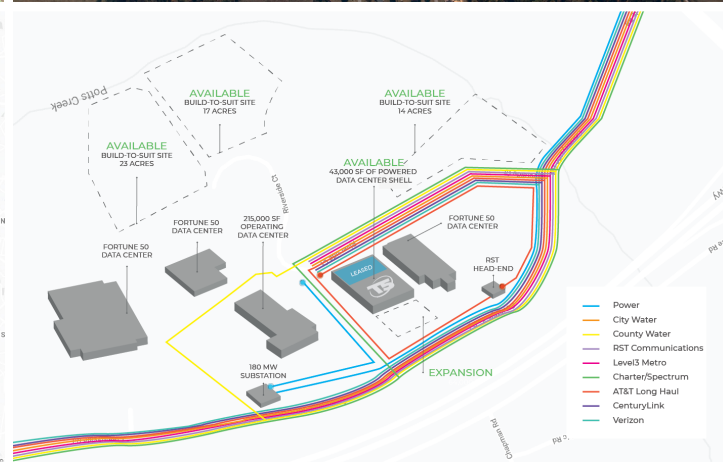 Potts Creek
AVAILABLE
BUILD-TO-SUIT SITE
17 ACRES
AVAILABLE
BUILD-TO-SUIT SITE
14 ACRES
AVAILABLE
BUILD-TO-SUIT SITE
23 ACRES
AVAILABLE
43,000 SF OF POWERED
DATA CENTER SHELL
Riverside Ct
FORTUNE 50
DATA CENTER
FORTUNE 50
DATA CENTER
215,000 SF
OPERATING
DATA CENTER
FORTUNE 50
DATA CENTER
RST
HEAD-END
LEASED
TS
180 MW
SUBSTATION
EXPANSION
Chapman Rd
Rd
Power
City Water
County Water
RST Communications
Level3 Metro
Charter/Spectrum
AT&T Long Haul
CenturyLink
Verizon